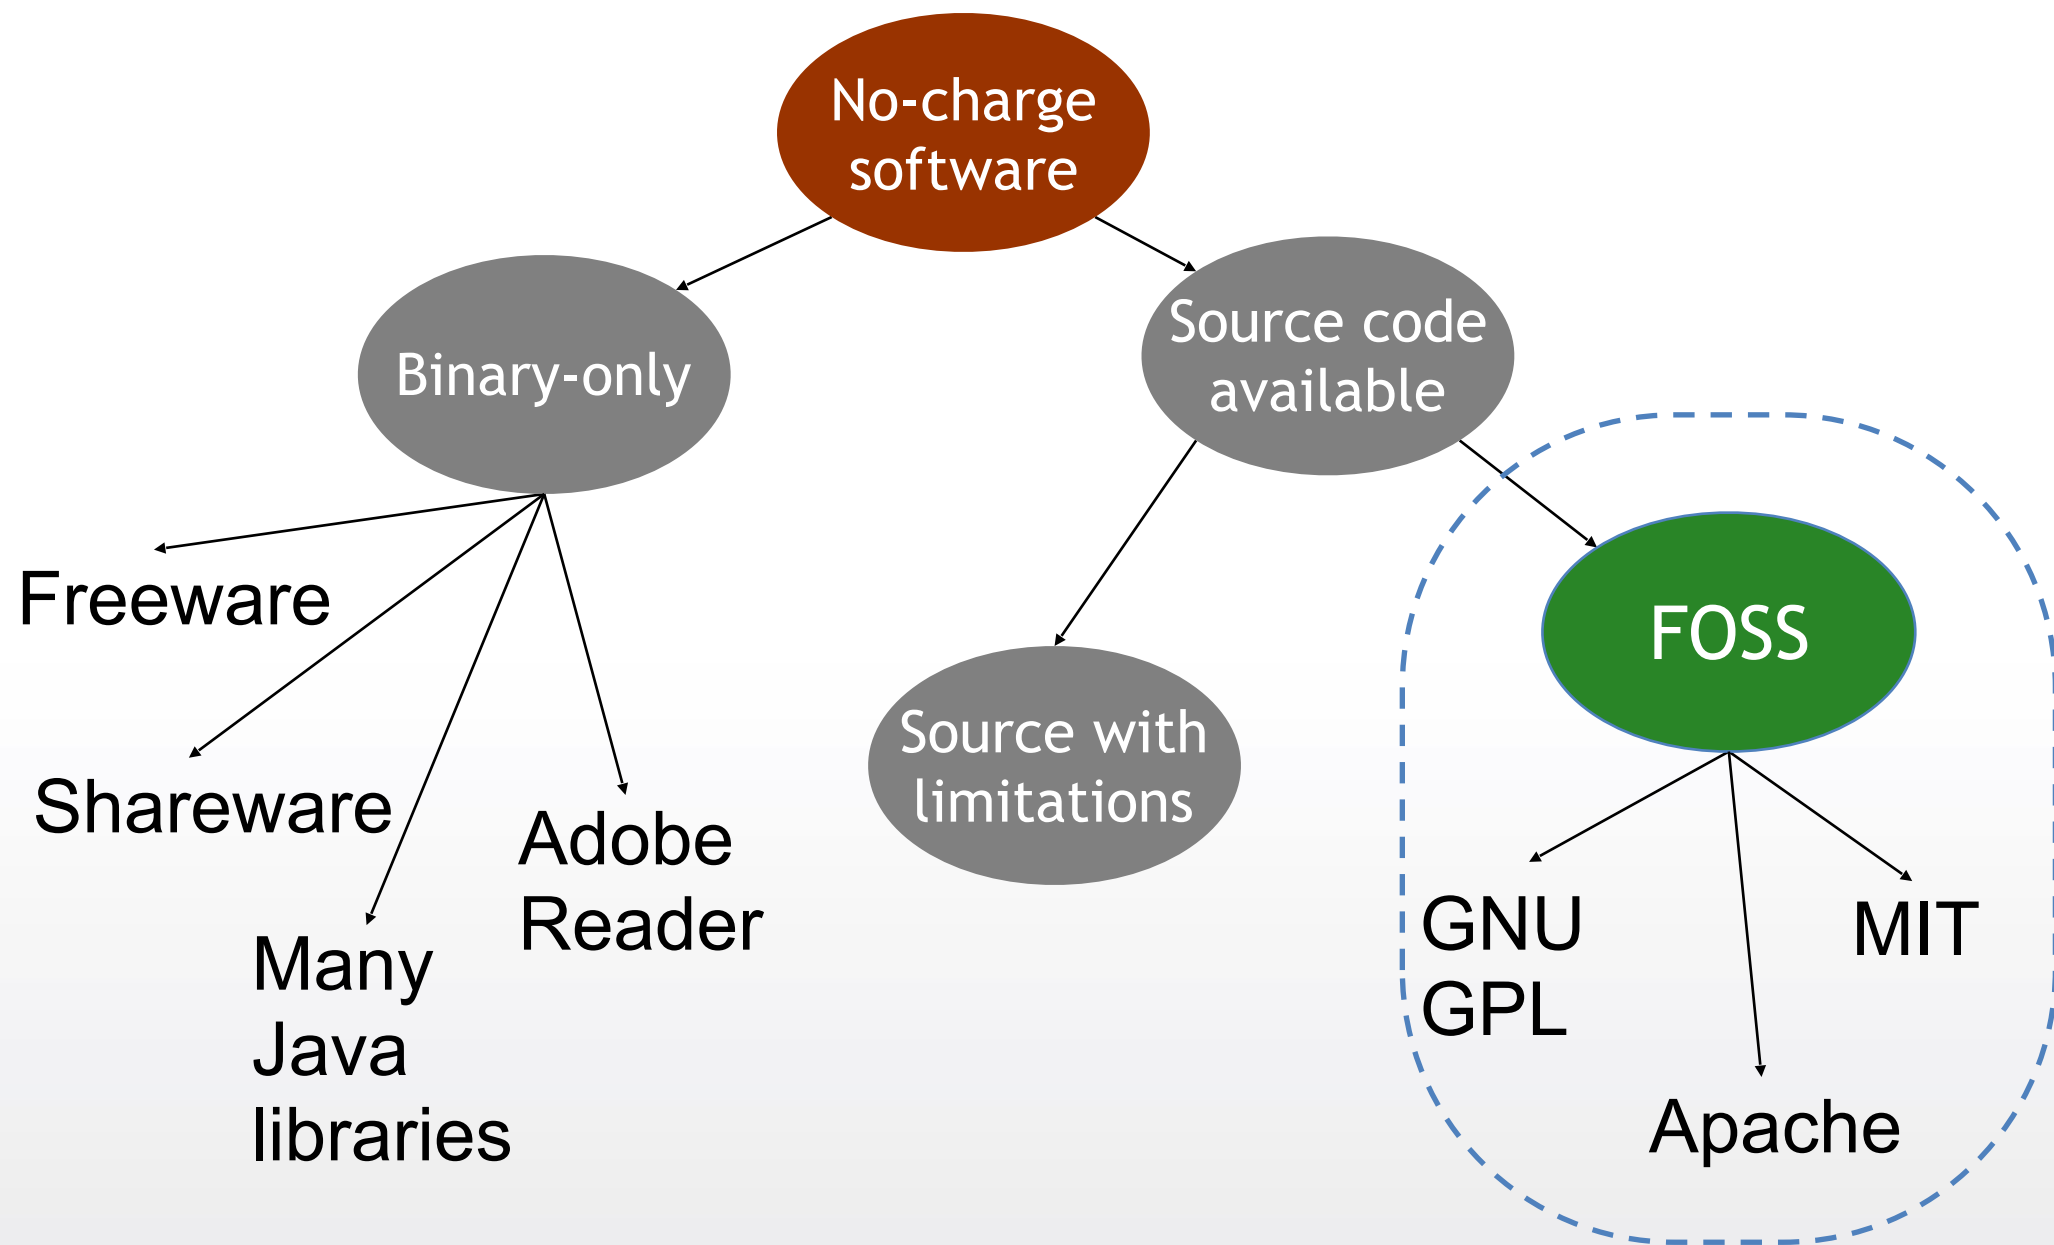 No-charge
software
Binary-only
Source code
available
Freeware
Shareware
Many
Java
libraries
Adobe
Reader
Source with
limitations
FOSS
GNU
GPL
Apache
MIT